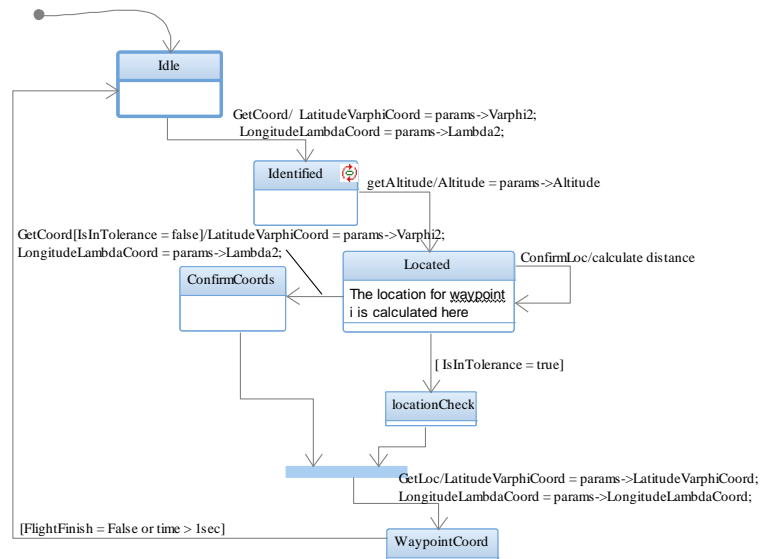 Idle
GetCoord/ LatitudeVarphiCoord = params->Varphi2;
LongitudeLambdaCoord = params->Lambda2;
Identified
getAltitude/Altitude = params->Altitude
GetCoord[IsInTolerance = false]/LatitudeVarphiCoord = params->Varphi2;
LongitudeLambdaCoord = params->Lambda2;
Located
ConfirmLoc/calculate distance
ConfirmCoords
The location for waypoint
i is calculated here
[ IsInTolerance = true]
locationCheck
GetLoc/LatitudeVarphiCoord = params->LatitudeVarphiCoord;
LongitudeLambdaCoord = params->LongitudeLambdaCoord;
[FlightFinish = False or time > 1sec]
WaypointCoord